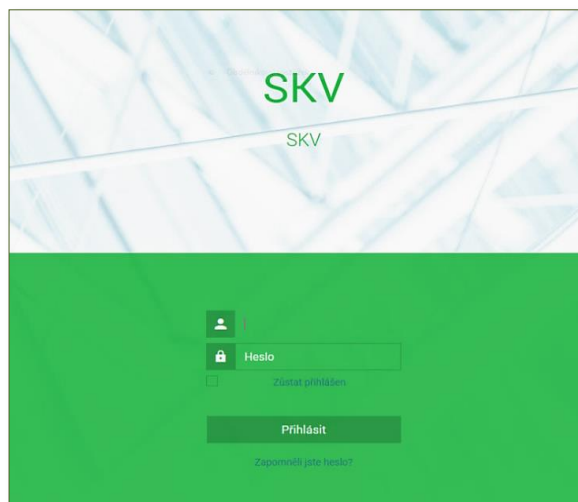 SKV
SKV
Heslo
Zůstat přihlášen
Přihlásit
Zapomněli jste heslo?